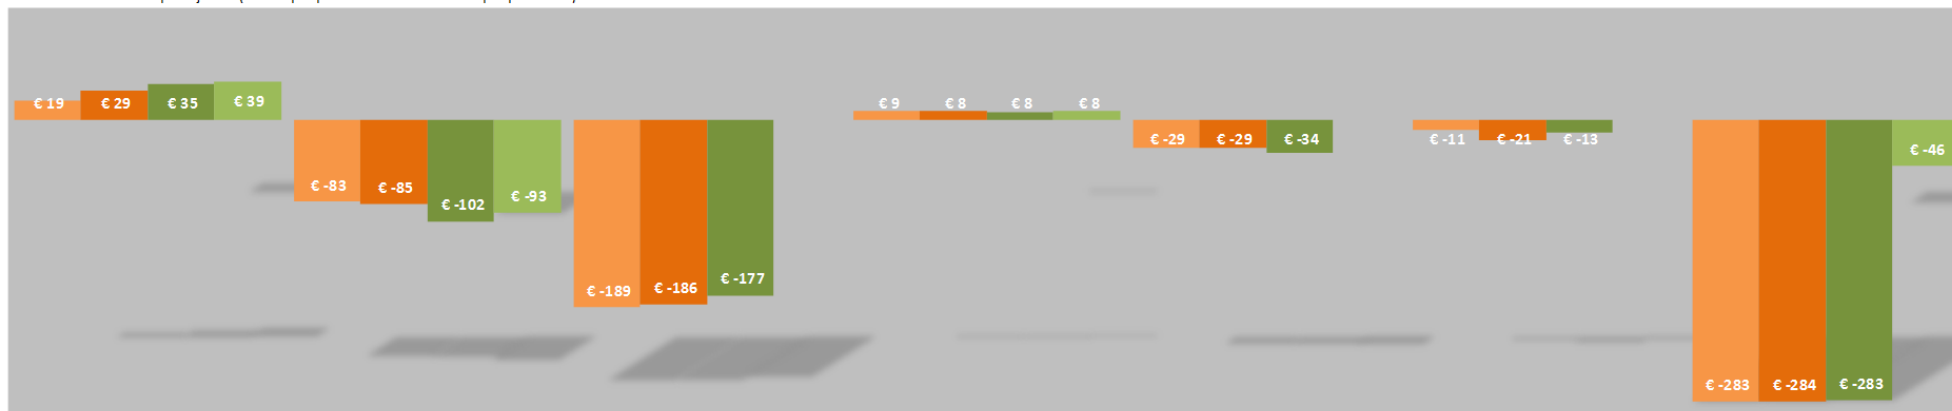 € 19 € 29 € 35 € 39
€ -83 € -85 € -102 € -93
€ -189 € -186 € -177
€ 9 € 8 € 8 € 8
€ -29 € -29 € -34
€ -11 € -21 € -13
€ -283 € -284 € -283 € -46